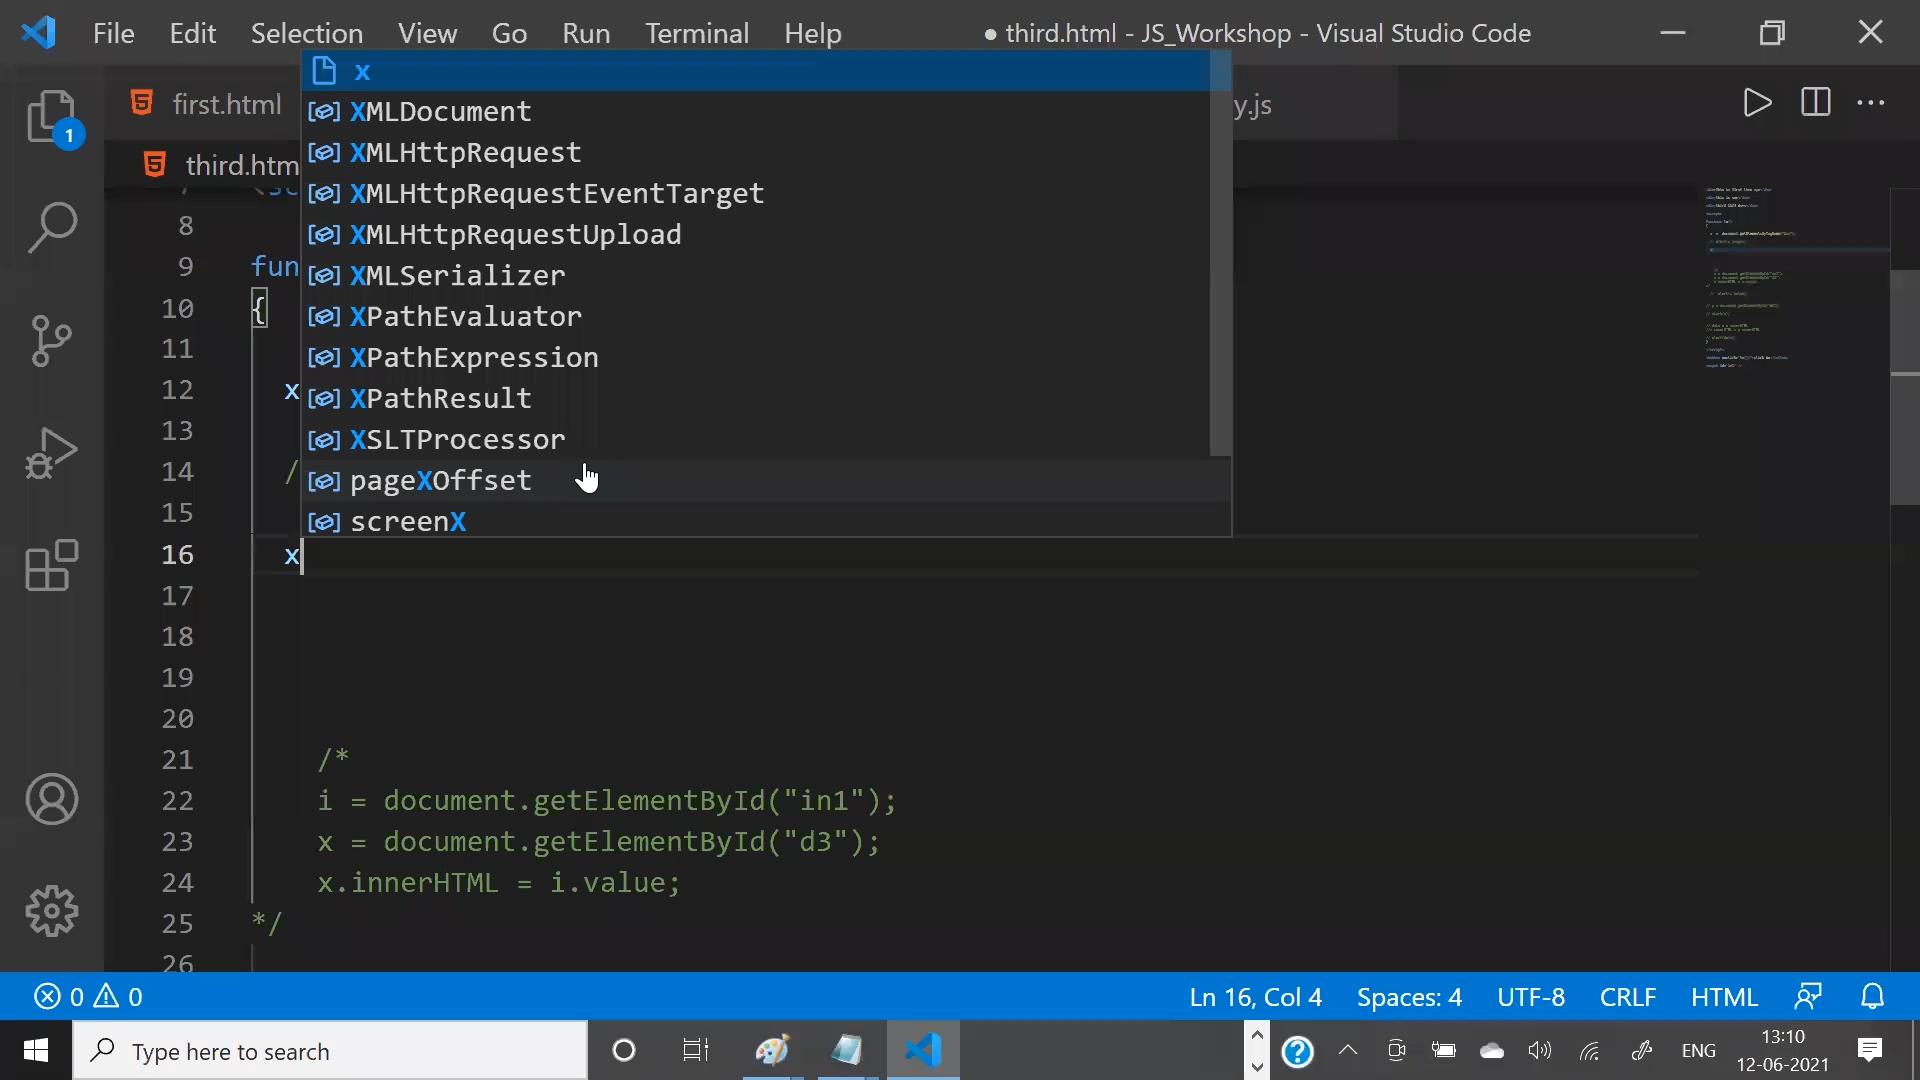 File Edit Selection View Go Run Terminal Help
● third.html - JS_Workshop - Visual Studio Code
first.html
y.js
third.htm
1
x
XMLDocument
XMLHttpRequest
XMLHttpRequestEventTarget
XMLHttpRequestUpload
XMLSerializer
XPathEvaluator
XPathExpression
XPathResult
XSLTProcessor
pageXOffset
screenX
8
9 fun
10 {
11
12 x
13
14 /
15
16 x
17
18
19
20
21 /*
22 i = document.getElementById("in1");
23 x = document.getElementById("d3");
24 x.innerHTML = i.value;
25 */
26
0 0
Ln 16, Col 4 Spaces: 4 UTF-8 CRLF HTML
Type here to search
ENG
13:10
12-06-2021